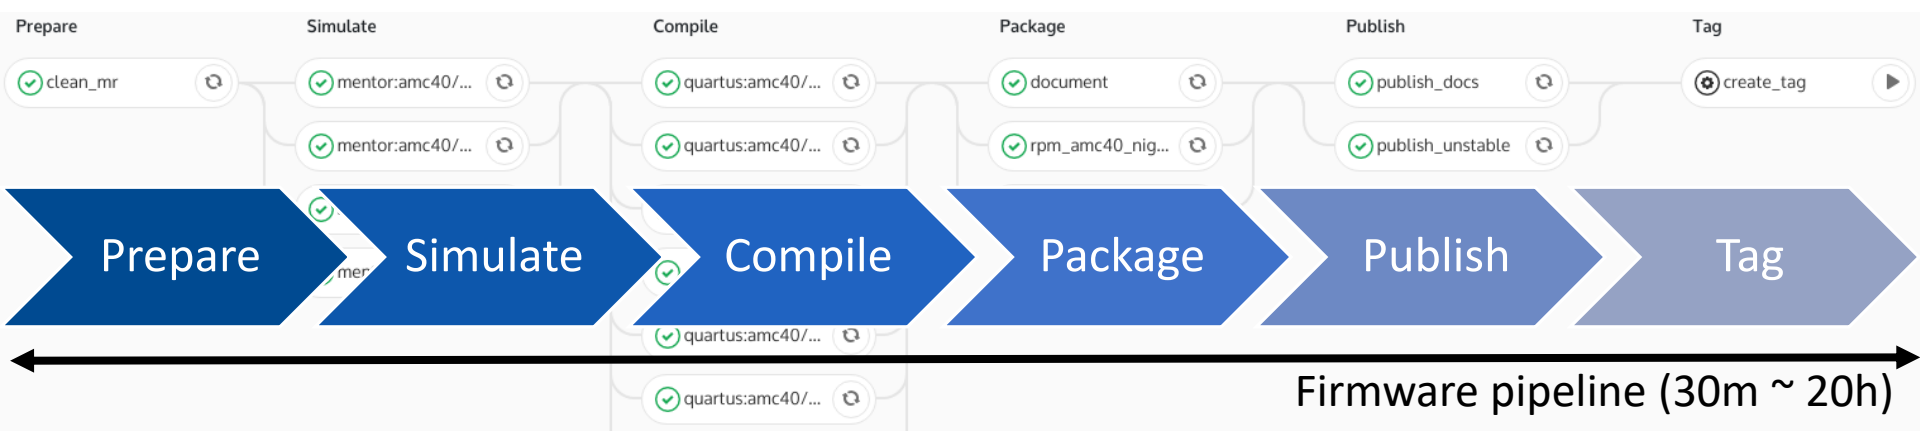 Prepare Simulate Compile Package Publish Tag
clean_mr mentor:amc40/... quartus:amc40/... document publish_docs create_tag
mentor:amc40/... quartus:amc40/... rpm_amc40_nig... publish_unstable
Prepare Simulate Compile Package Publish Tag
mer
quartus:amc40/...
Firmware pipeline (30m ~ 20h)
quartus:amc40/...